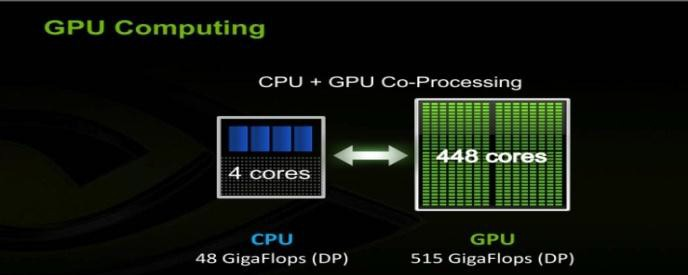 GPU Computing
CPU + GPU Co-Processing
4 cores
448 cores
CPU
48 GigaFlops (DP)
GPU
515 GigaFlops (DP)